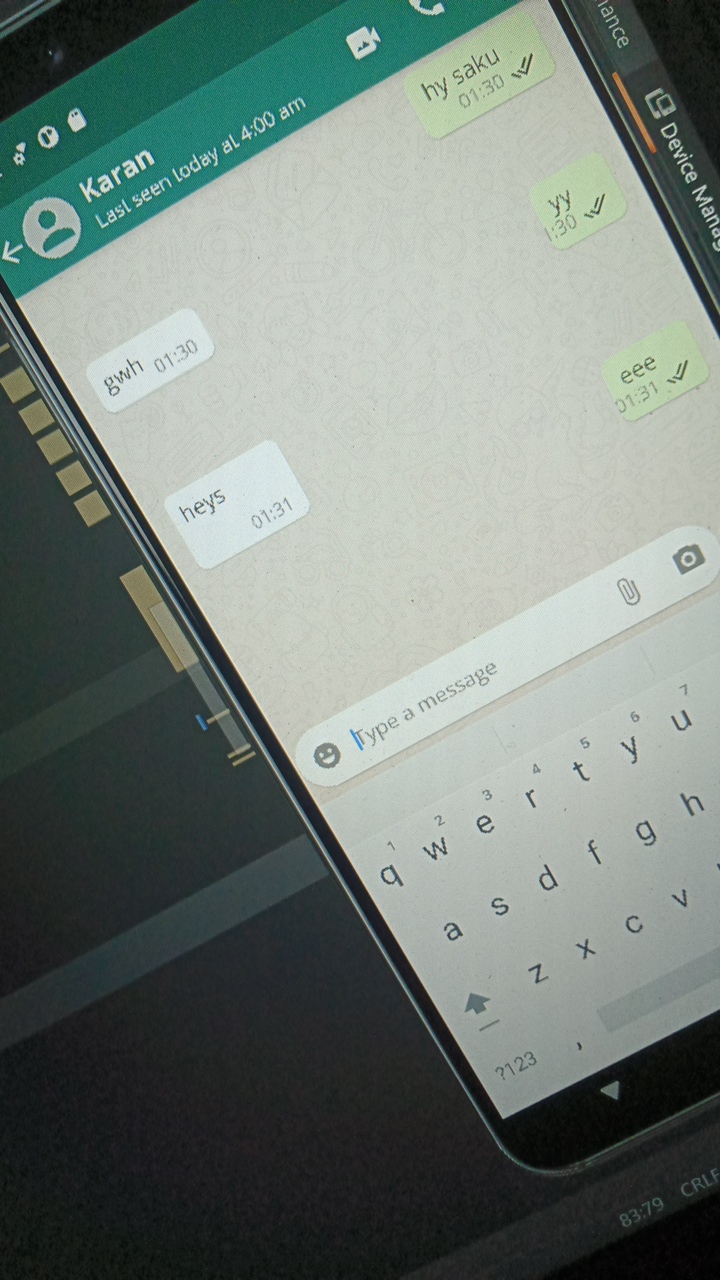 Karan
Last seen today at 4:00 am
hy saku
01:30
yy
1:30
gwh 01:30
eee
01:31
heys
01:31
Type a message
1 2 3 4 5 6 7
q w e r t y u
a s d f g h
z x c v
?123 ,
Device Manag
83:79 CRLF